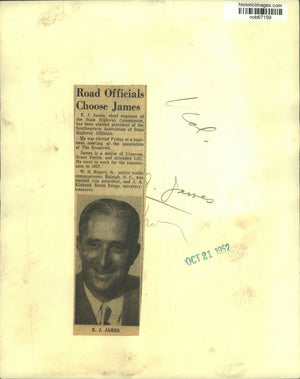 historicimages.com
nob67159
Road Officials
Choose James
E. J. James, chief engineer of
the State Highway Commission,
has been elected president of the
Southeastern Association of State
Highway Officials.
He was elected Friday at a busi-
ness meeting of the association
at The Roosevelt.
James is a native of
Grant Parish, and attended LSU.
He went to work for the commission
in 1927.
W. H. Rogers, Jr., public works
commissioner, Raleigh, N. C., was
elected vice president, and J. A.
Kinhead, Baton Rouge, secretary-
treasurer.
E. J. JAMES
James
OCT 21 1952